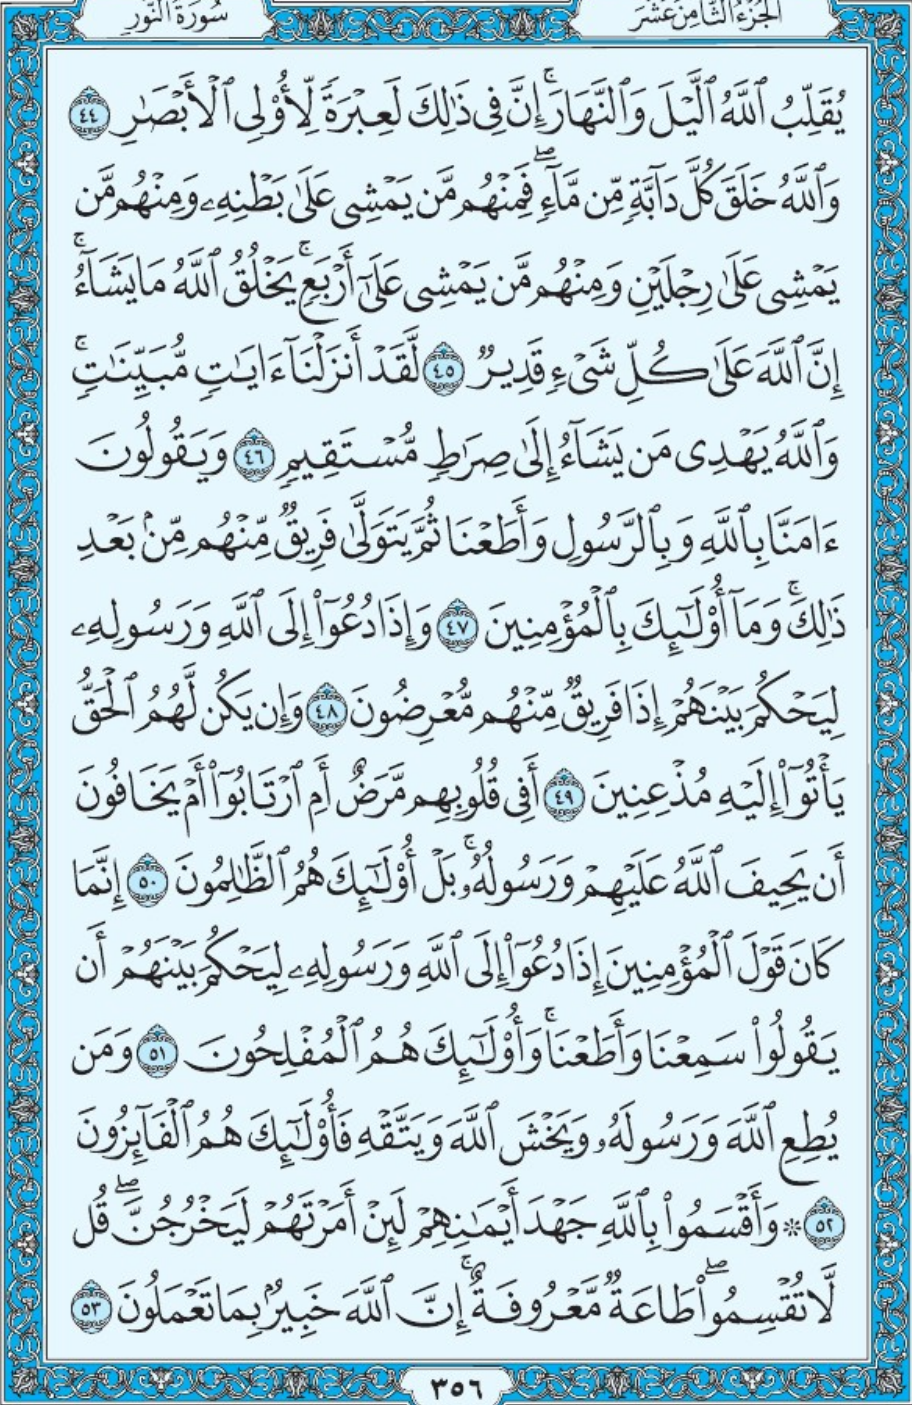 الجزء الثامن عشر
سورة النور
يُقَلِّبُ ٱللَّهُ ٱلَّيْلَ وَٱلنَّهَارَۚ إِنَّ فِى ذَٰلِكَ لَعِبْرَةً لِّأُو۟لِى ٱلْأَبْصَٰرِ ٤٤
وَٱللَّهُ خَلَقَ كُلَّ دَآبَّةٍ مِّن مَّآءٍۖ فَمِنْهُم مَّن يَمْشِى عَلَىٰ بَطْنِهِۦ وَمِنْهُم مَّن
يَمْشِى عَلَىٰ رِجْلَيْنِ وَمِنْهُم مَّن يَمْشِى عَلَىٰٓ أَرْبَعٍۚ يَخْلُقُ ٱللَّهُ مَا يَشَآءُۚ
إِنَّ ٱللَّهَ عَلَىٰ كُلِّ شَىْءٍ قَدِيرٌ ٤٥ لَّقَدْ أَنزَلْنَآ ءَايَٰتٍ مُّبَيِّنَٰتٍۚ
وَٱللَّهُ يَهْدِى مَن يَشَآءُ إِلَىٰ صِرَٰطٍ مُّسْتَقِيمٍ ٤٦ وَيَقُولُونَ
ءَامَنَّا بِٱللَّهِ وَبِٱلرَّسُولِ وَأَطَعْنَا ثُمَّ يَتَوَلَّىٰ فَرِيقٌ مِّنْهُم مِّنۢ بَعْدِ
ذَٰلِكَۚ وَمَآ أُو۟لَٰٓئِكَ بِٱلْمُؤْمِنِينَ ٤٧ وَإِذَا دُعُوٓا۟ إِلَى ٱللَّهِ وَرَسُولِهِۦ
لِيَحْكُمَ بَيْنَهُمْ إِذَا فَرِيقٌ مِّنْهُم مُّعْرِضُونَ ٤٨ وَإِن يَكُن لَّهُمُ ٱلْحَقُّ
يَأْتُوٓا۟ إِلَيْهِ مُذْعِنِينَ ٤٩ أَفِى قُلُوبِهِم مَّرَضٌ أَمِ ٱرْتَابُوٓا۟ أَمْ يَخَافُونَ
أَن يَحِيفَ ٱللَّهُ عَلَيْهِمْ وَرَسُولُهُۥۚ بَلْ أُو۟لَٰٓئِكَ هُمُ ٱلظَّٰلِمُونَ ٥٠ إِنَّمَا
كَانَ قَوْلَ ٱلْمُؤْمِنِينَ إِذَا دُعُوٓا۟ إِلَى ٱللَّهِ وَرَسُولِهِۦ لِيَحْكُمَ بَيْنَهُمْ أَن
يَقُولُوا۟ سَمِعْنَا وَأَطَعْنَاۚ وَأُو۟لَٰٓئِكَ هُمُ ٱلْمُفْلِحُونَ ٥١ وَمَن
يُطِعِ ٱللَّهَ وَرَسُولَهُۥ وَيَخْشَ ٱللَّهَ وَيَتَّقْهِ فَأُو۟لَٰٓئِكَ هُمُ ٱلْفَآئِزُونَ
٥٢ ۞ وَأَقْسَمُوا۟ بِٱللَّهِ جَهْدَ أَيْمَٰنِهِمْ لَئِنْ أَمَرْتَهُمْ لَيَخْرُجُنَّۖ قُل
لَّا تُقْسِمُوا۟ۖ طَاعَةٌ مَّعْرُوفَةٌۚ إِنَّ ٱللَّهَ خَبِيرٌۢ بِمَا تَعْمَلُونَ ٥٣
٣٥٦